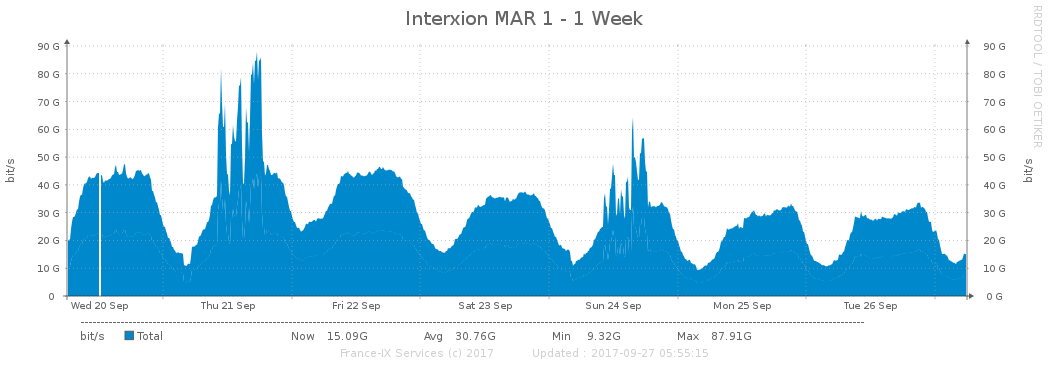 Interxion MAR 1 - 1 Week
RRDTOOL / TOBI OETIKER
bit/s
90 G 90 G
80 G 80 G
70 G 70 G
60 G 60 G
50 G 50 G
40 G 40 G
30 G 30 G
20 G 20 G
10 G 10 G
0 0 G
bit/s
Wed 20 Sep Thu 21 Sep Fri 22 Sep Sat 23 Sep Sun 24 Sep Mon 25 Sep Tue 26 Sep
bit/s Total Now 15.09G Avg 30.76G Min 9.32G Max 87.91G
France-IX Services (c) 2017 Updated : 2017-09-27 05:55:15